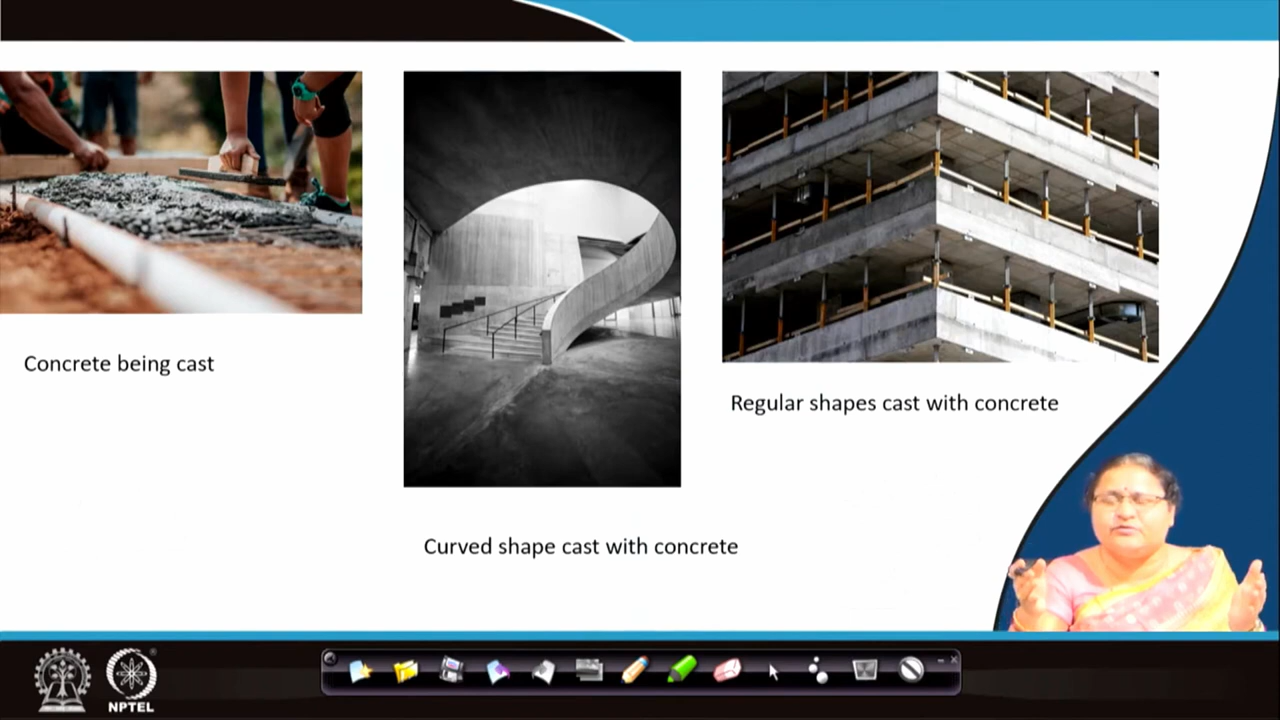 Concrete being cast
Regular shapes cast with concrete
Curved shape cast with concrete
NPTEL